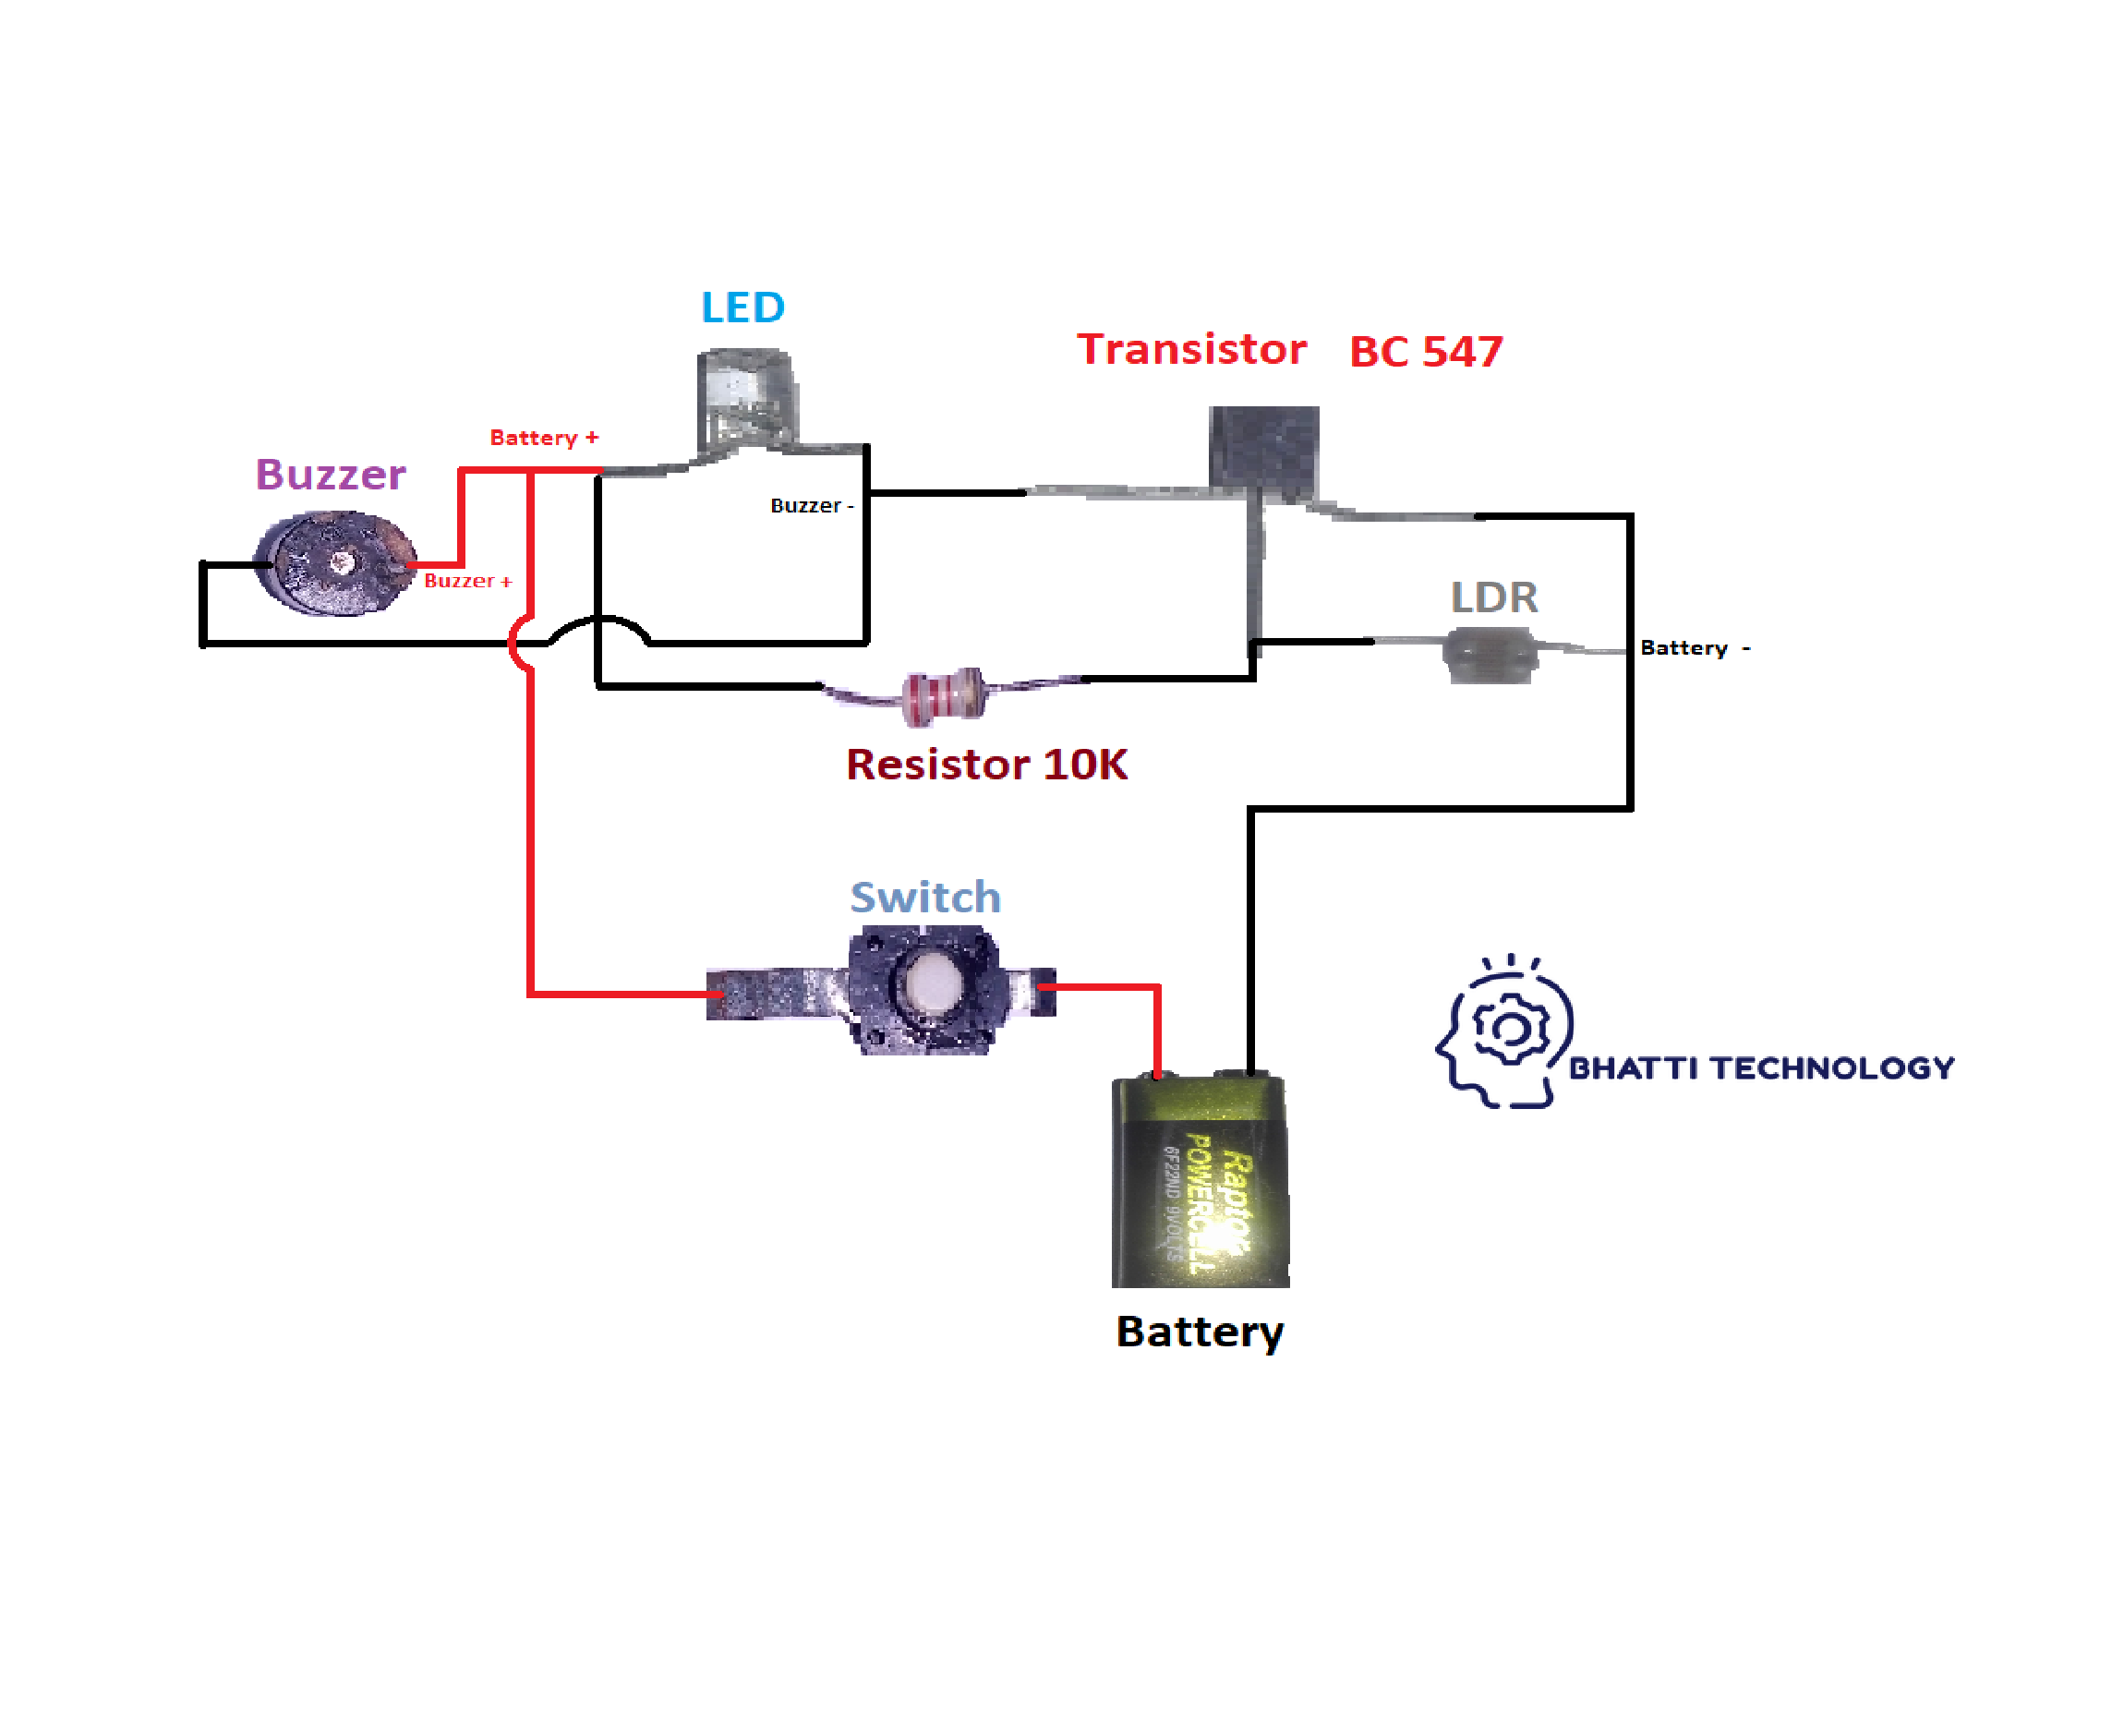 LED
Transistor BC 547
Battery +
Buzzer
Buzzer -
Buzzer +
LDR
Battery -
Resistor 10K
Switch
BHATTI TECHNOLOGY
Raptor
POWERCELL
6F22ND 9VOLTS
Battery